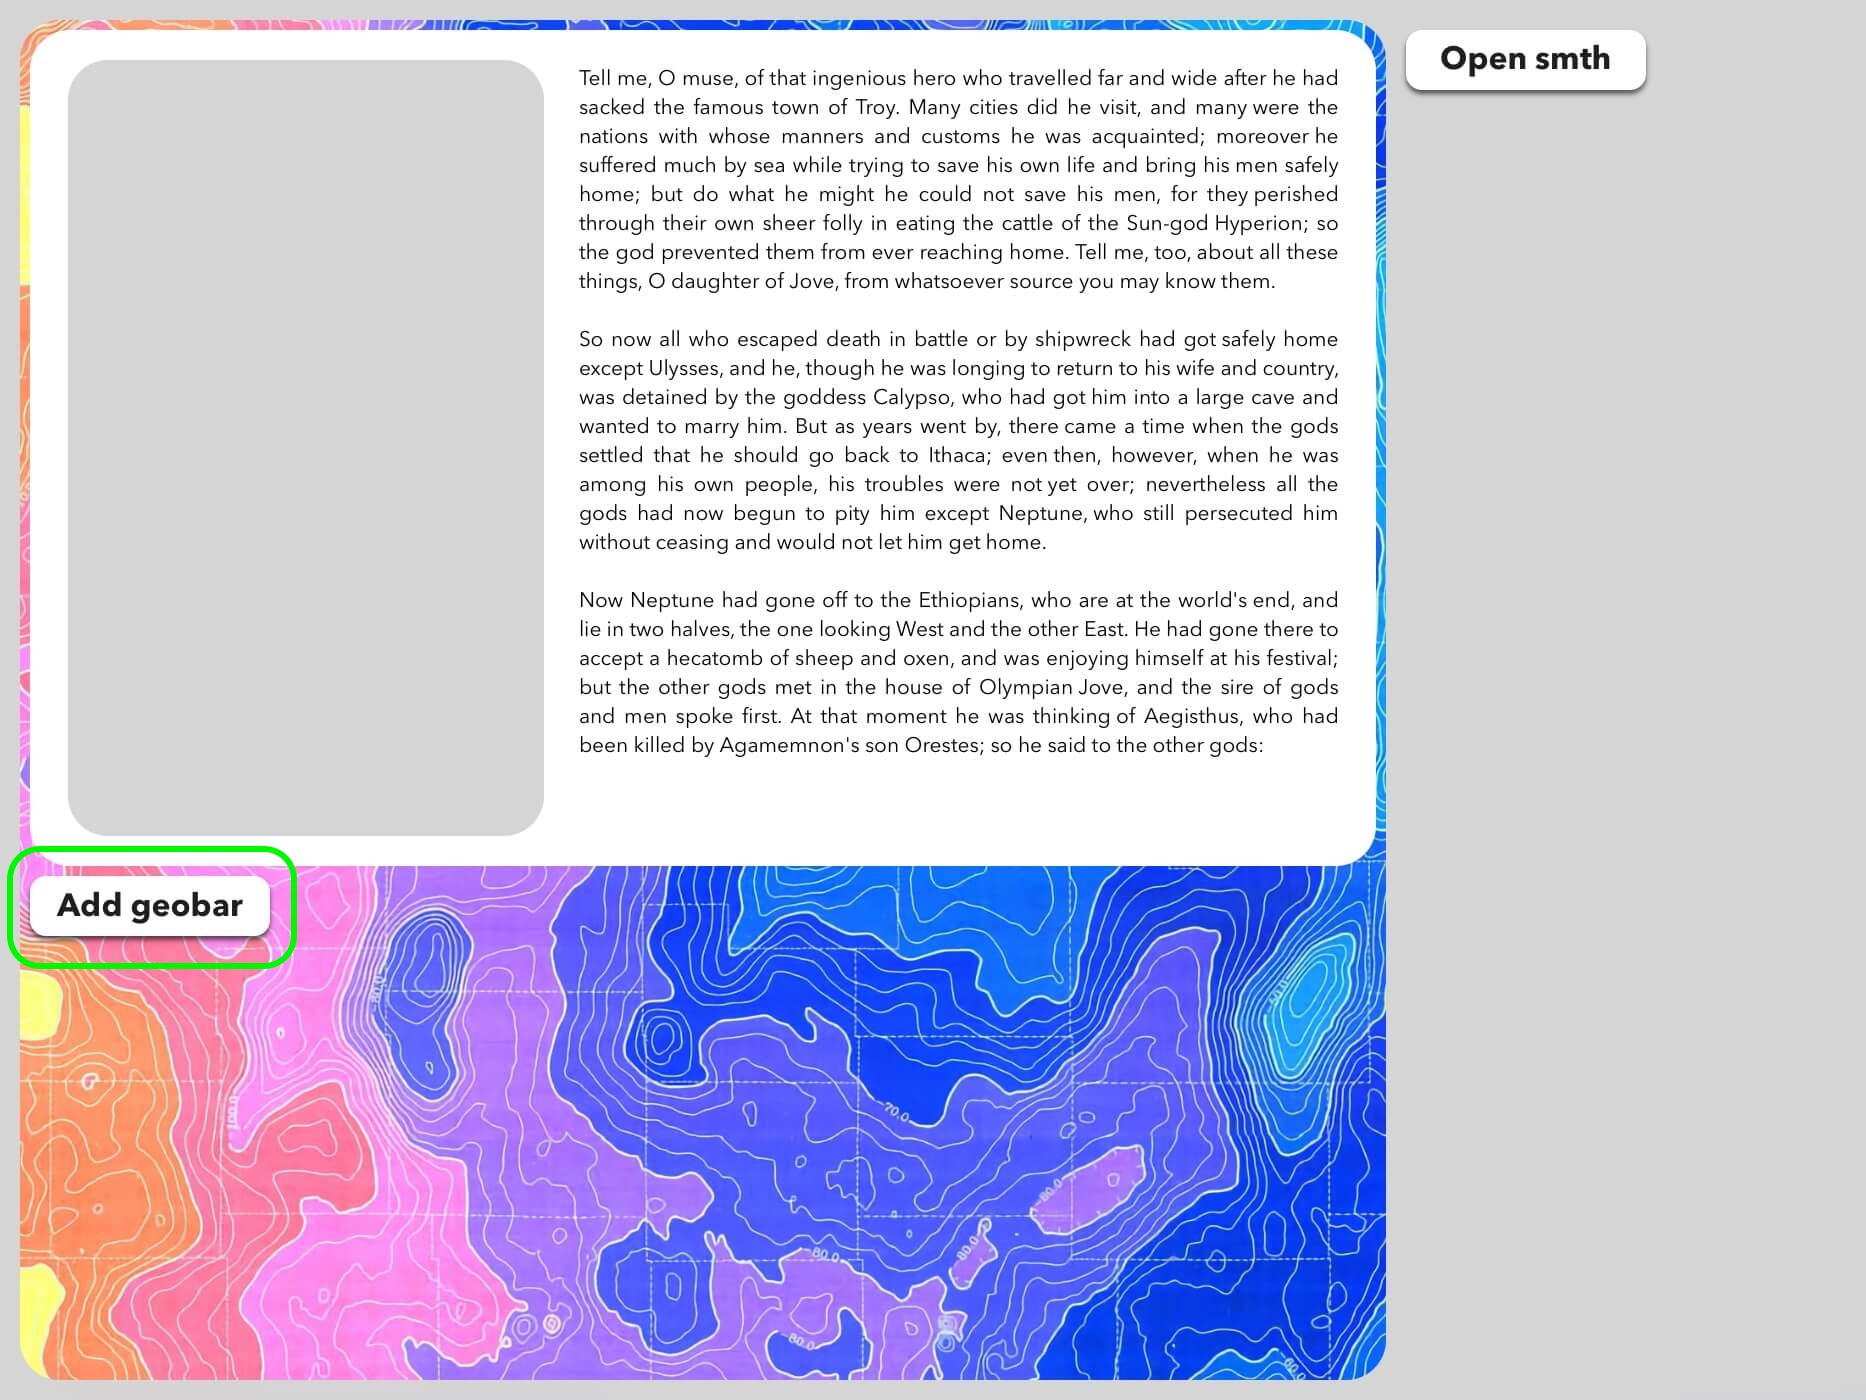 Tell me, O muse, of that ingenious hero who travelled far and wide after he had
sacked the famous town of Troy. Many cities did he visit, and many were the
nations with whose manners and customs he was acquainted; moreover he
suffered much by sea while trying to save his own life and bring his men safely
home; but do what he might he could not save his men, for they perished
through their own sheer folly in eating the cattle of the Sun-god Hyperion; so
the god prevented them from ever reaching home. Tell me, too, about all these
things, O daughter of Jove, from whatsoever source you may know them.
So now all who escaped death in battle or by shipwreck had got safely home
except Ulysses, and he, though he was longing to return to his wife and country,
was detained by the goddess Calypso, who had got him into a large cave and
wanted to marry him. But as years went by, there came a time when the gods
settled that he should go back to Ithaca; even then, however, when he was
among his own people, his troubles were not yet over; nevertheless all the
gods had now begun to pity him except Neptune, who still persecuted him
without ceasing and would not let him get home.
Now Neptune had gone off to the Ethiopians, who are at the world's end, and
lie in two halves, the one looking West and the other East. He had gone there to
accept a hecatomb of sheep and oxen, and was enjoying himself at his festival;
but the other gods met in the house of Olympian Jove, and the sire of gods
and men spoke first. At that moment he was thinking of Aegisthus, who had
been killed by Agamemnon's son Orestes; so he said to the other gods:
Open smth
Add geobar
-80.0
-100.0
-70.0
-80.0
-80.0
80.0
-80.0